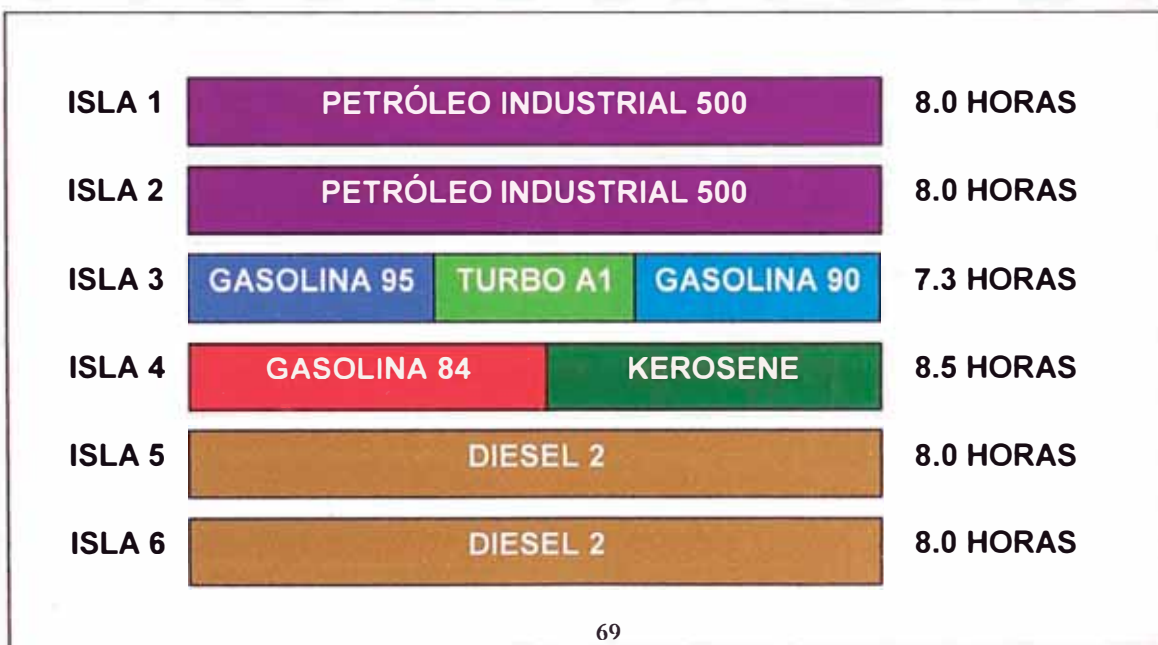 ISLA 1 PETRÓLEO INDUSTRIAL 500 8.0 HORAS
ISLA 2 PETRÓLEO INDUSTRIAL 500 8.0 HORAS
ISLA 3 GASOLINA 95 TURBO A1 GASOLINA 90 7.3 HORAS
ISLA 4 GASOLINA 84 KEROSENE 8.5 HORAS
ISLA 5 DIESEL 2 8.0 HORAS
ISLA 6 DIESEL 2 8.0 HORAS
69